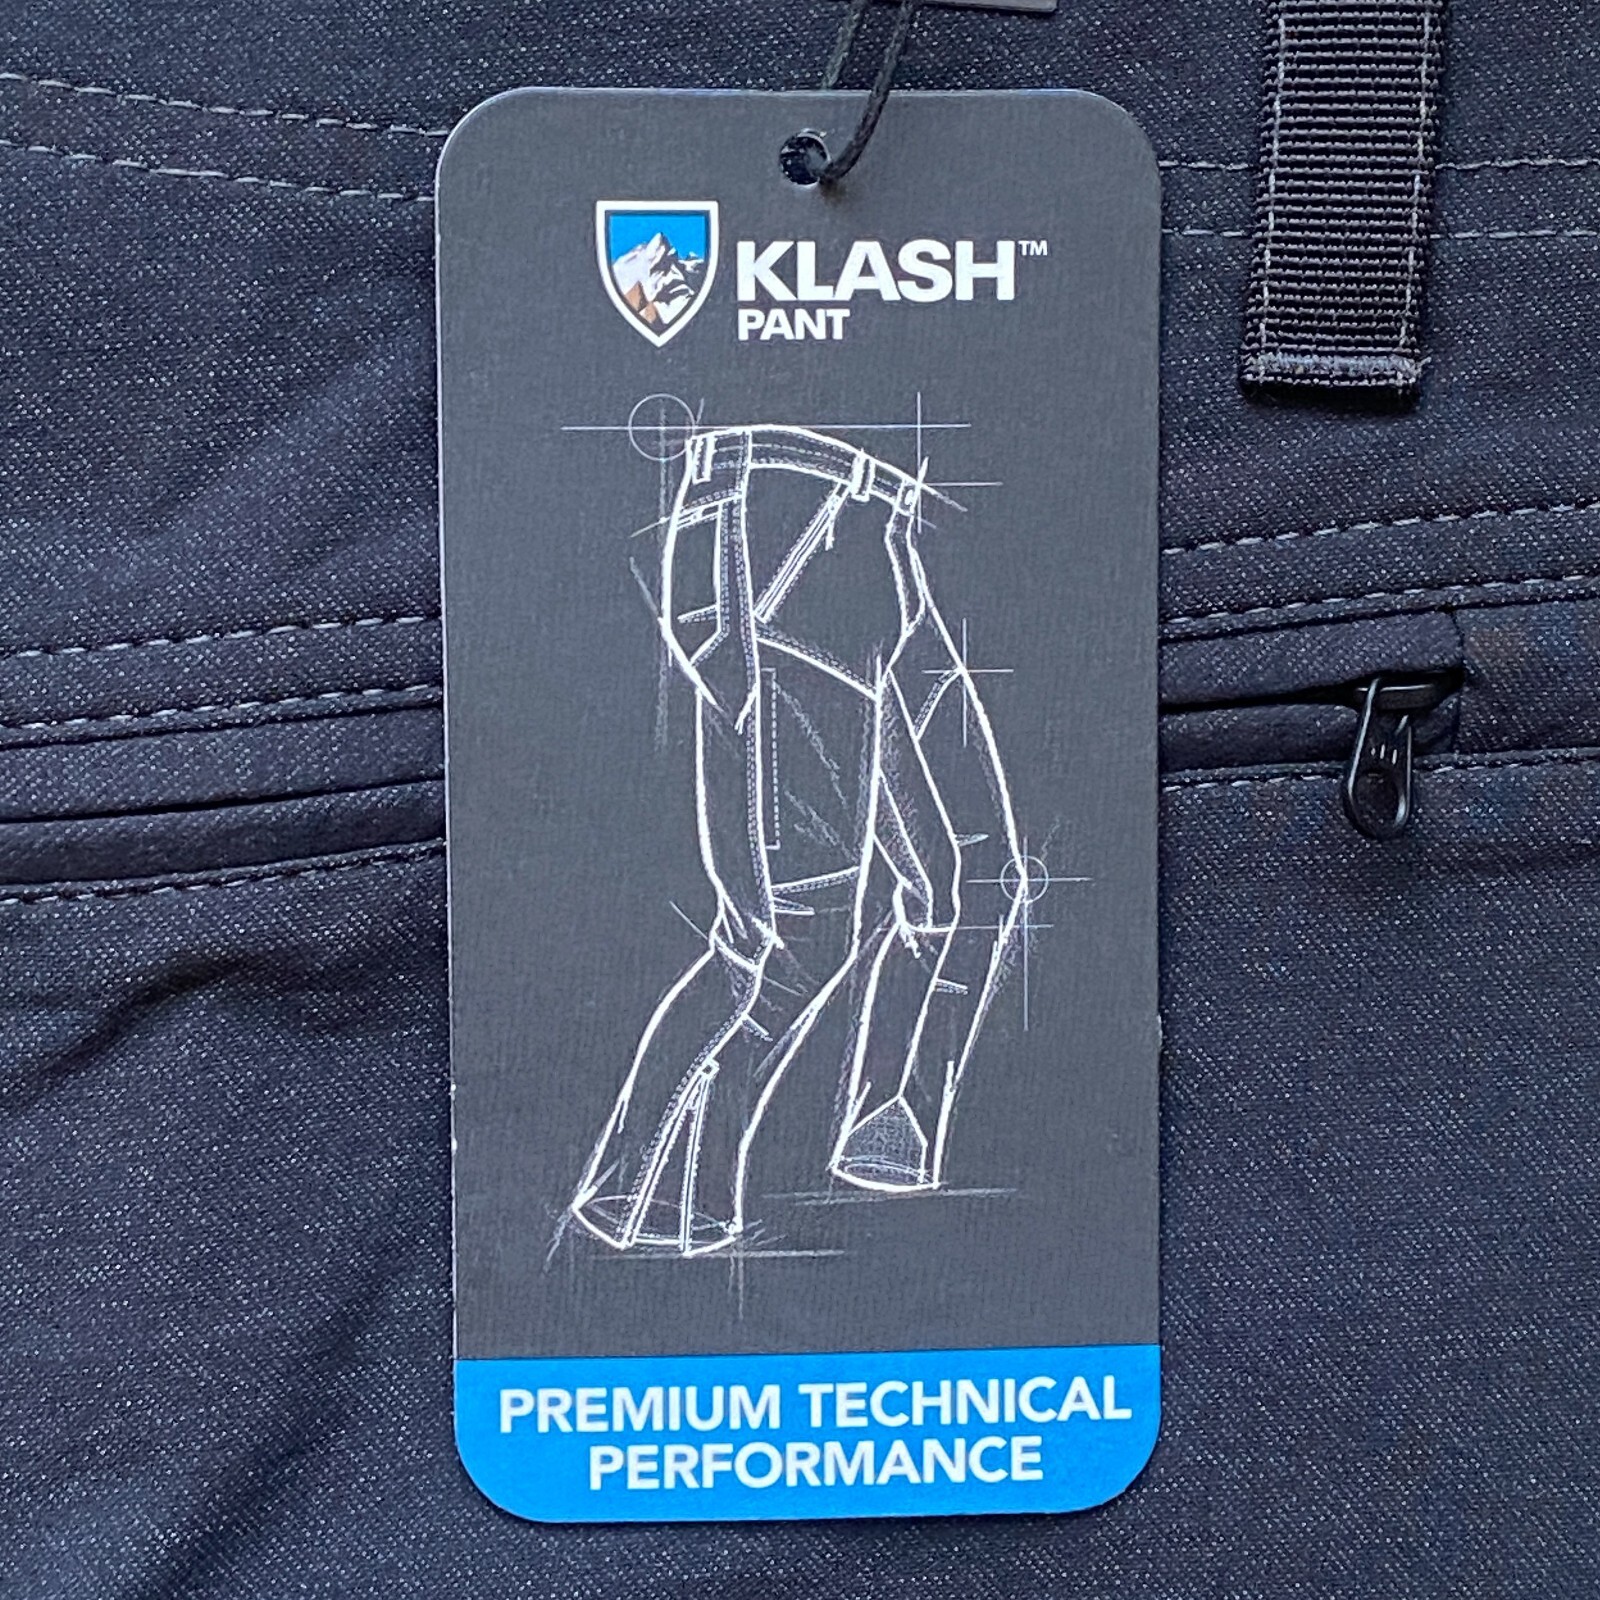 KLASH™
PANT
PREMIUM TECHNICAL
PERFORMANCE